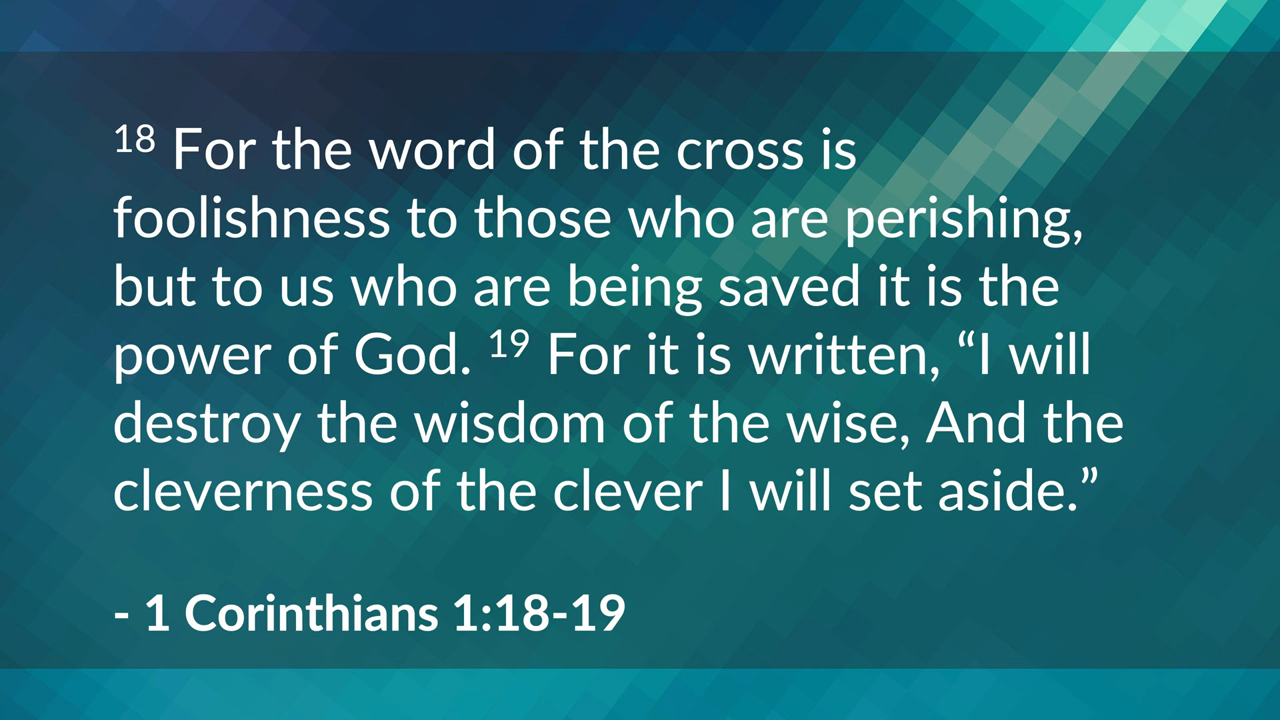 18 For the word of the cross is
foolishness to those who are perishing,
but to us who are being saved it is the
power of God. 19 For it is written, “I will
destroy the wisdom of the wise, And the
cleverness of the clever I will set aside.”
- 1 Corinthians 1:18-19